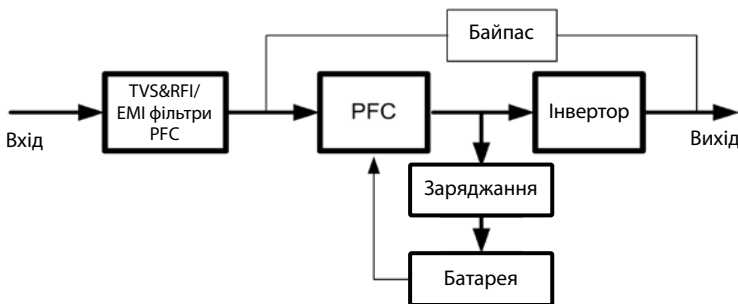 Байпас
TVS&RFI/
EMI фільтри
PFC
PFC
Інвертор
Вхід
Вихід
Заряджання
Батарея